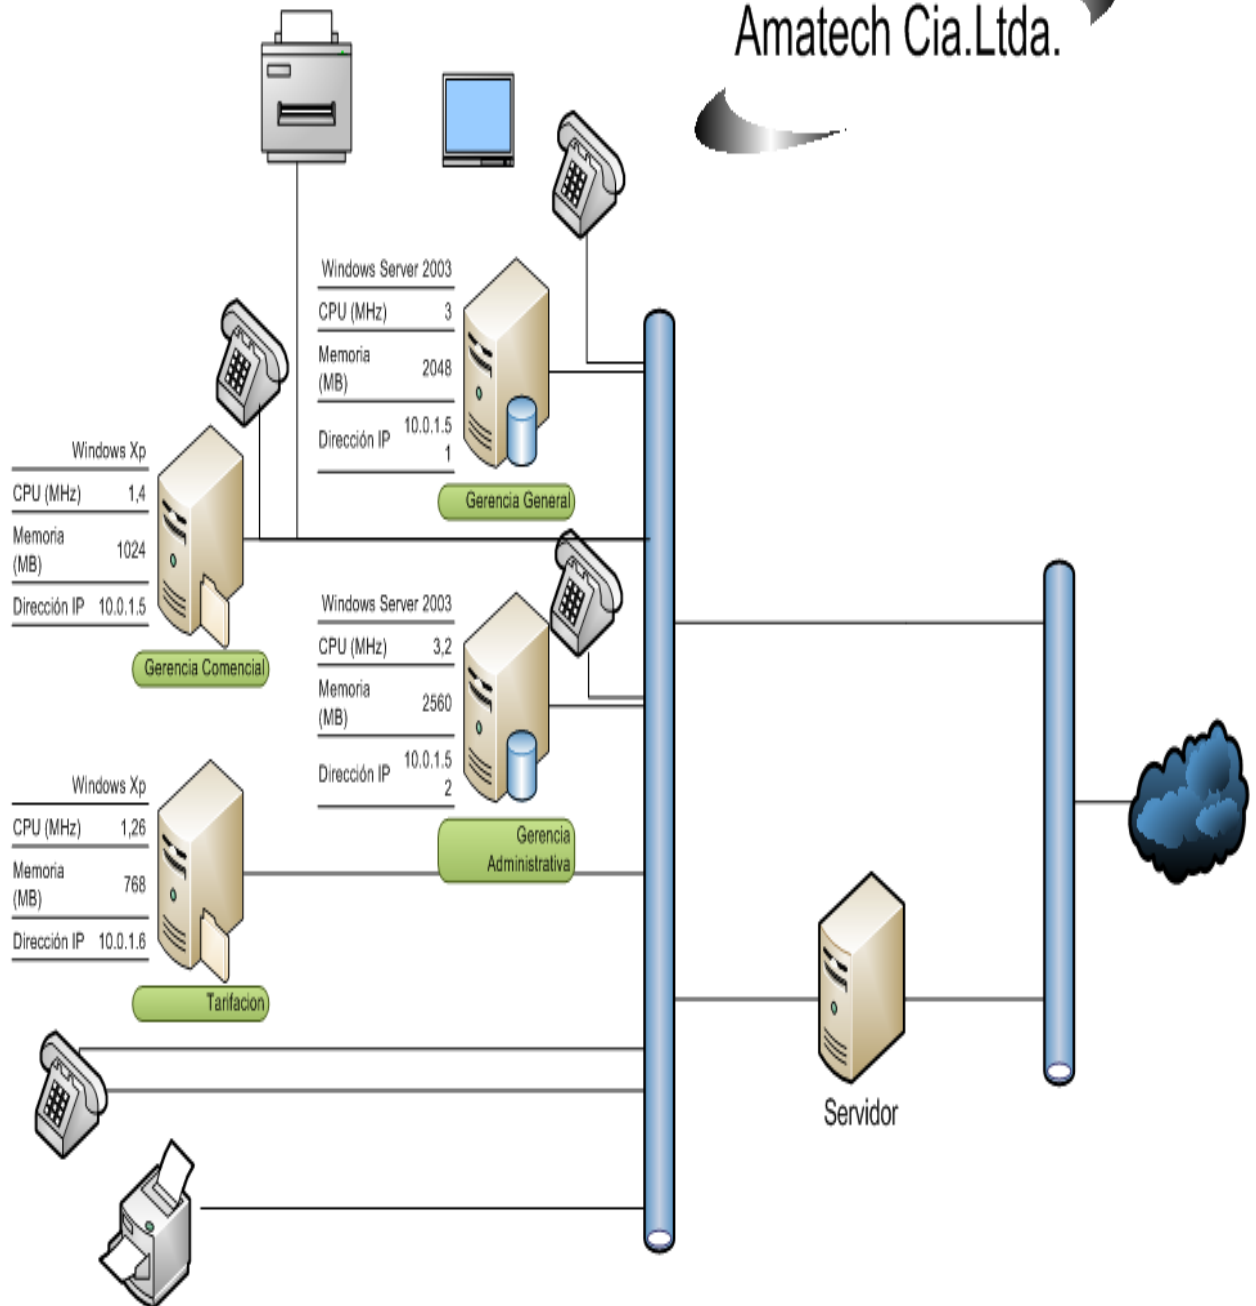 Amatech Cia.Ltda.
Windows Server 2003
CPU (MHz) 3
Memoria
(MB) 2048
Dirección IP 10.0.1.5
1
Gerencia General
Windows Xp
CPU (MHz) 1,4
Memoria
(MB) 1024
Dirección IP 10.0.1.5
Gerencia Comencial
Windows Server 2003
CPU (MHz) 3,2
Memoria
(MB) 2560
Dirección IP 10.0.1.5
2
Gerencia
Administrativa
Windows Xp
CPU (MHz) 1,26
Memoria
(MB) 768
Dirección IP 10.0.1.6
Tarifacion
Servidor